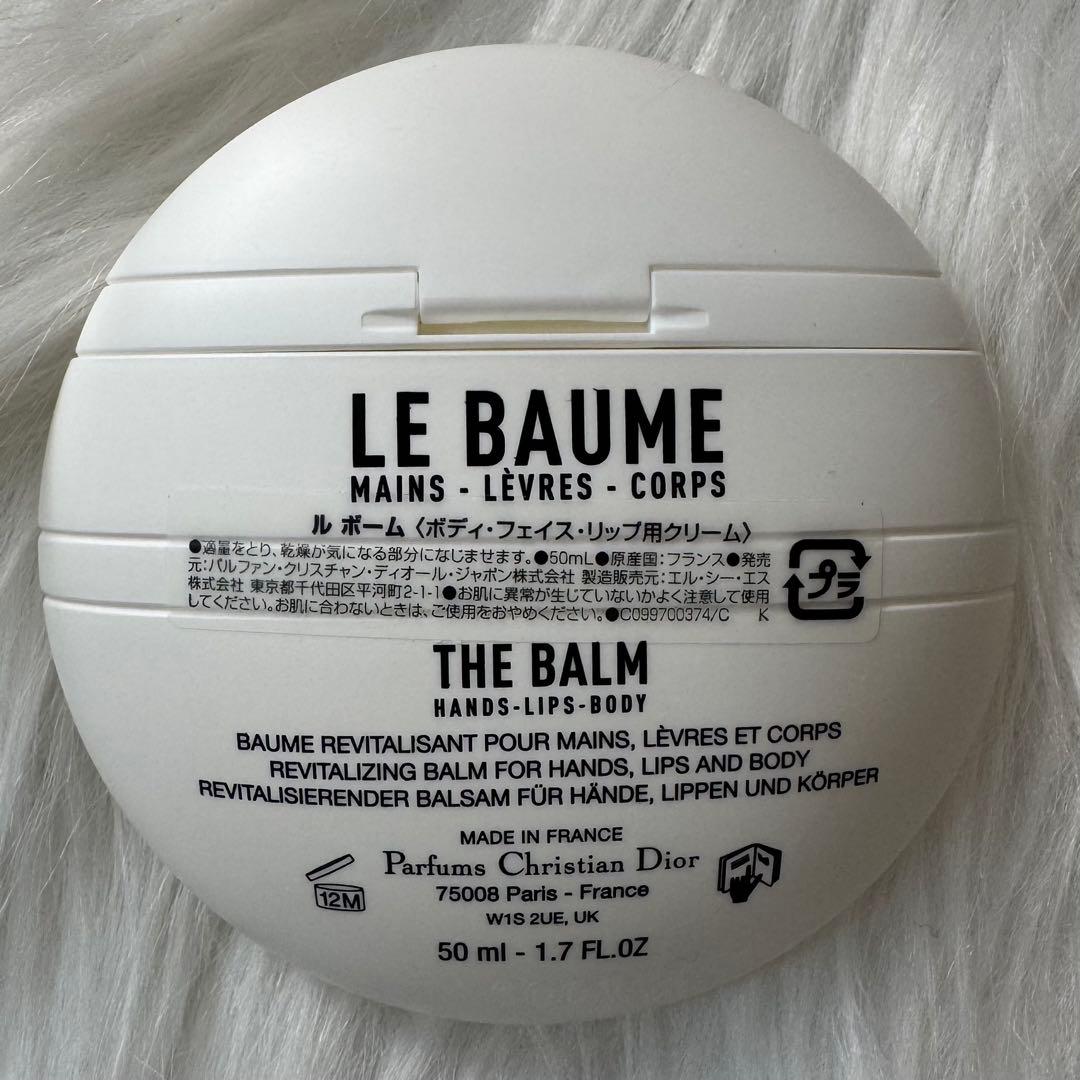 LE BAUME
MAINS - LÈVRES - CORPS
ル ボーム 〈ボディ・フェイス・リップ用クリーム〉
●適量をとり、乾燥が気になる部分になじませます。●50mL●原産国：フランス●発売
元：パルファン・クリスチャン・ディオール・ジャポン株式会社 製造販売元：エル・シー・エス
株式会社 東京都千代田区平河町2-1-1●お肌に異常が生じていないかよく注意して使用
してください。お肌に合わないときは、ご使用をおやめください。●C099700374/C K
プラ
THE BALM
HANDS-LIPS-BODY
BAUME REVITALISANT POUR MAINS, LÈVRES ET CORPS
REVITALIZING BALM FOR HANDS, LIPS AND BODY
REVITALISIERENDER BALSAM FÜR HÄNDE, LIPPEN UND KÖRPER
MADE IN FRANCE
Parfums Christian Dior
12M
75008 Paris - France
W1S 2UE, UK
50 ml - 1.7 FL.OZ